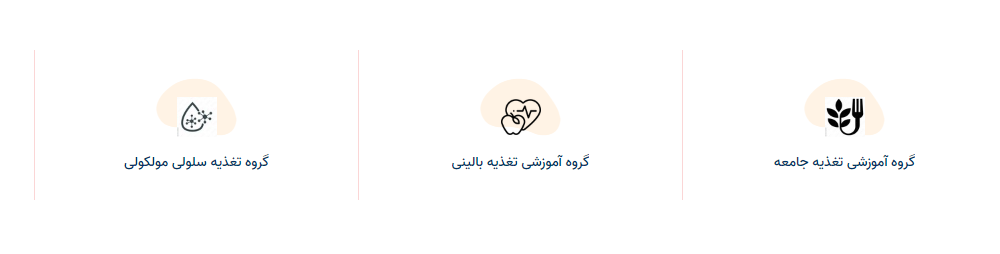 گروه آموزشی تغذیه جامعه
گروه آموزشی تغذیه بالینی
گروه تغذیه سلولی مولکولی